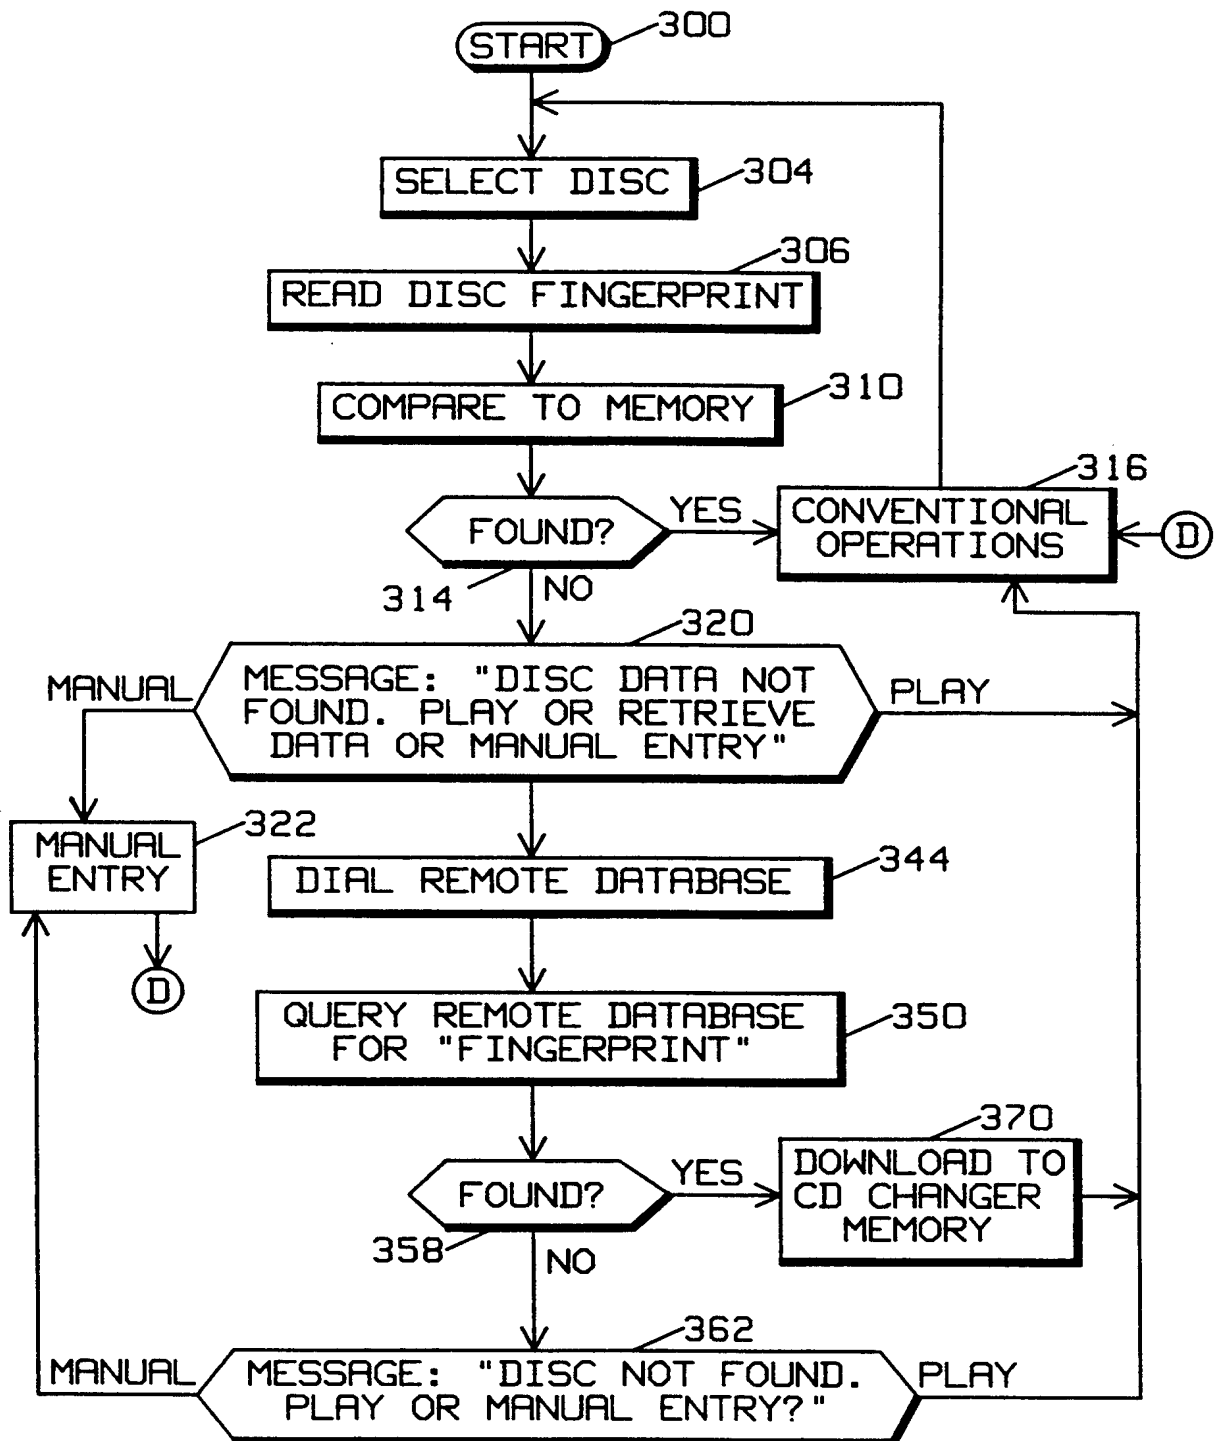 START
300
SELECT DISC
304
READ DISC FINGERPRINT
306
COMPARE TO MEMORY
310
FOUND?
314
YES
NO
CONVENTIONAL
OPERATIONS
316
D
MESSAGE: "DISC DATA NOT
FOUND. PLAY OR RETRIEVE
DATA OR MANUAL ENTRY"
320
MANUAL
PLAY
MANUAL
ENTRY
322
D
DIAL REMOTE DATABASE
344
QUERY REMOTE DATABASE
FOR "FINGERPRINT"
350
FOUND?
358
YES
NO
DOWNLOAD TO
CD CHANGER
MEMORY
370
MESSAGE: "DISC NOT FOUND.
PLAY OR MANUAL ENTRY?"
362
MANUAL
PLAY